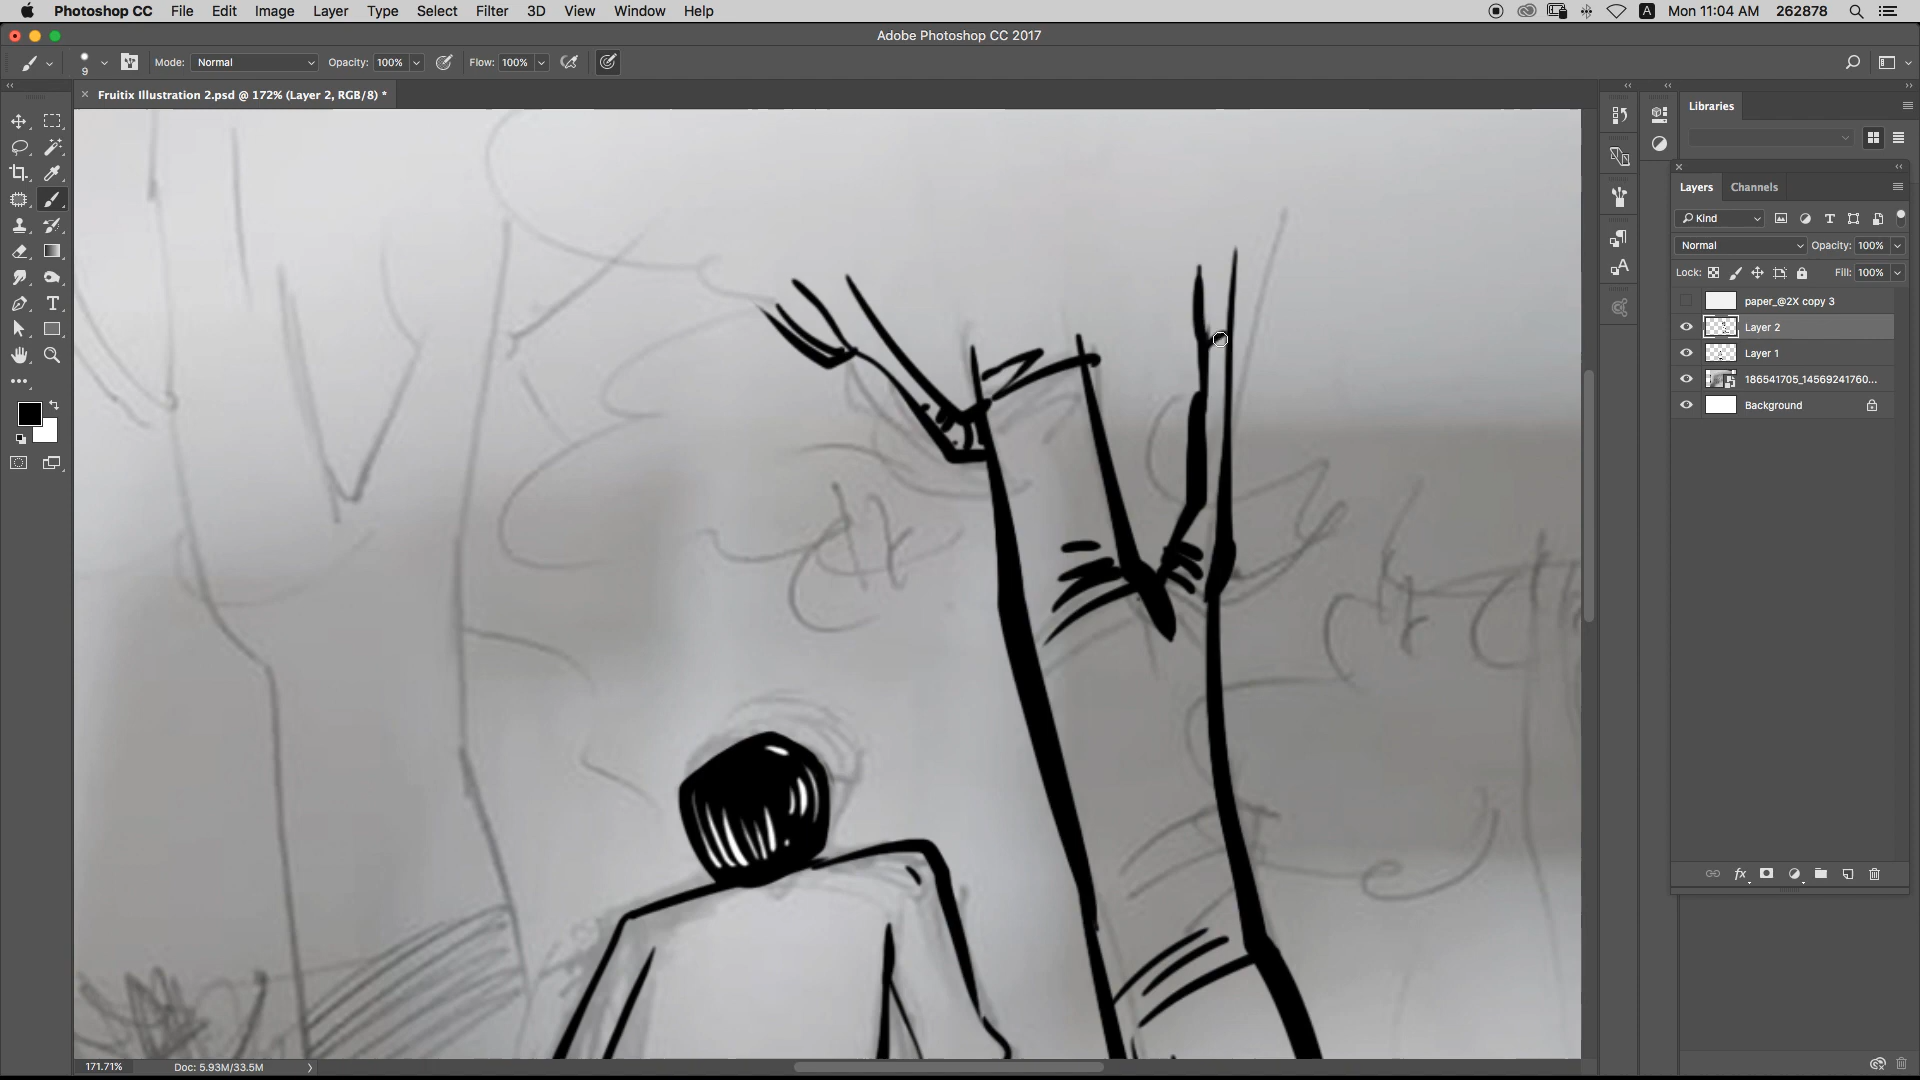 Photoshop CC File Edit Image Layer Type Select Filter 3D View Window Help A Mon 11:04 AM 262878
Adobe Photoshop CC 2017
9 Mode: Normal Opacity: 100% Flow: 100%
× Fruitix Illustration 2.psd @ 172% (Layer 2, RGB/8) *
Libraries
Layers Channels
Kind
Normal Opacity: 100%
Lock: Fill: 100%
paper_@2X copy 3
Layer 2
Layer 1
186541705_14569241760...
Background
fx
171.71% Doc: 5.93M/33.5M